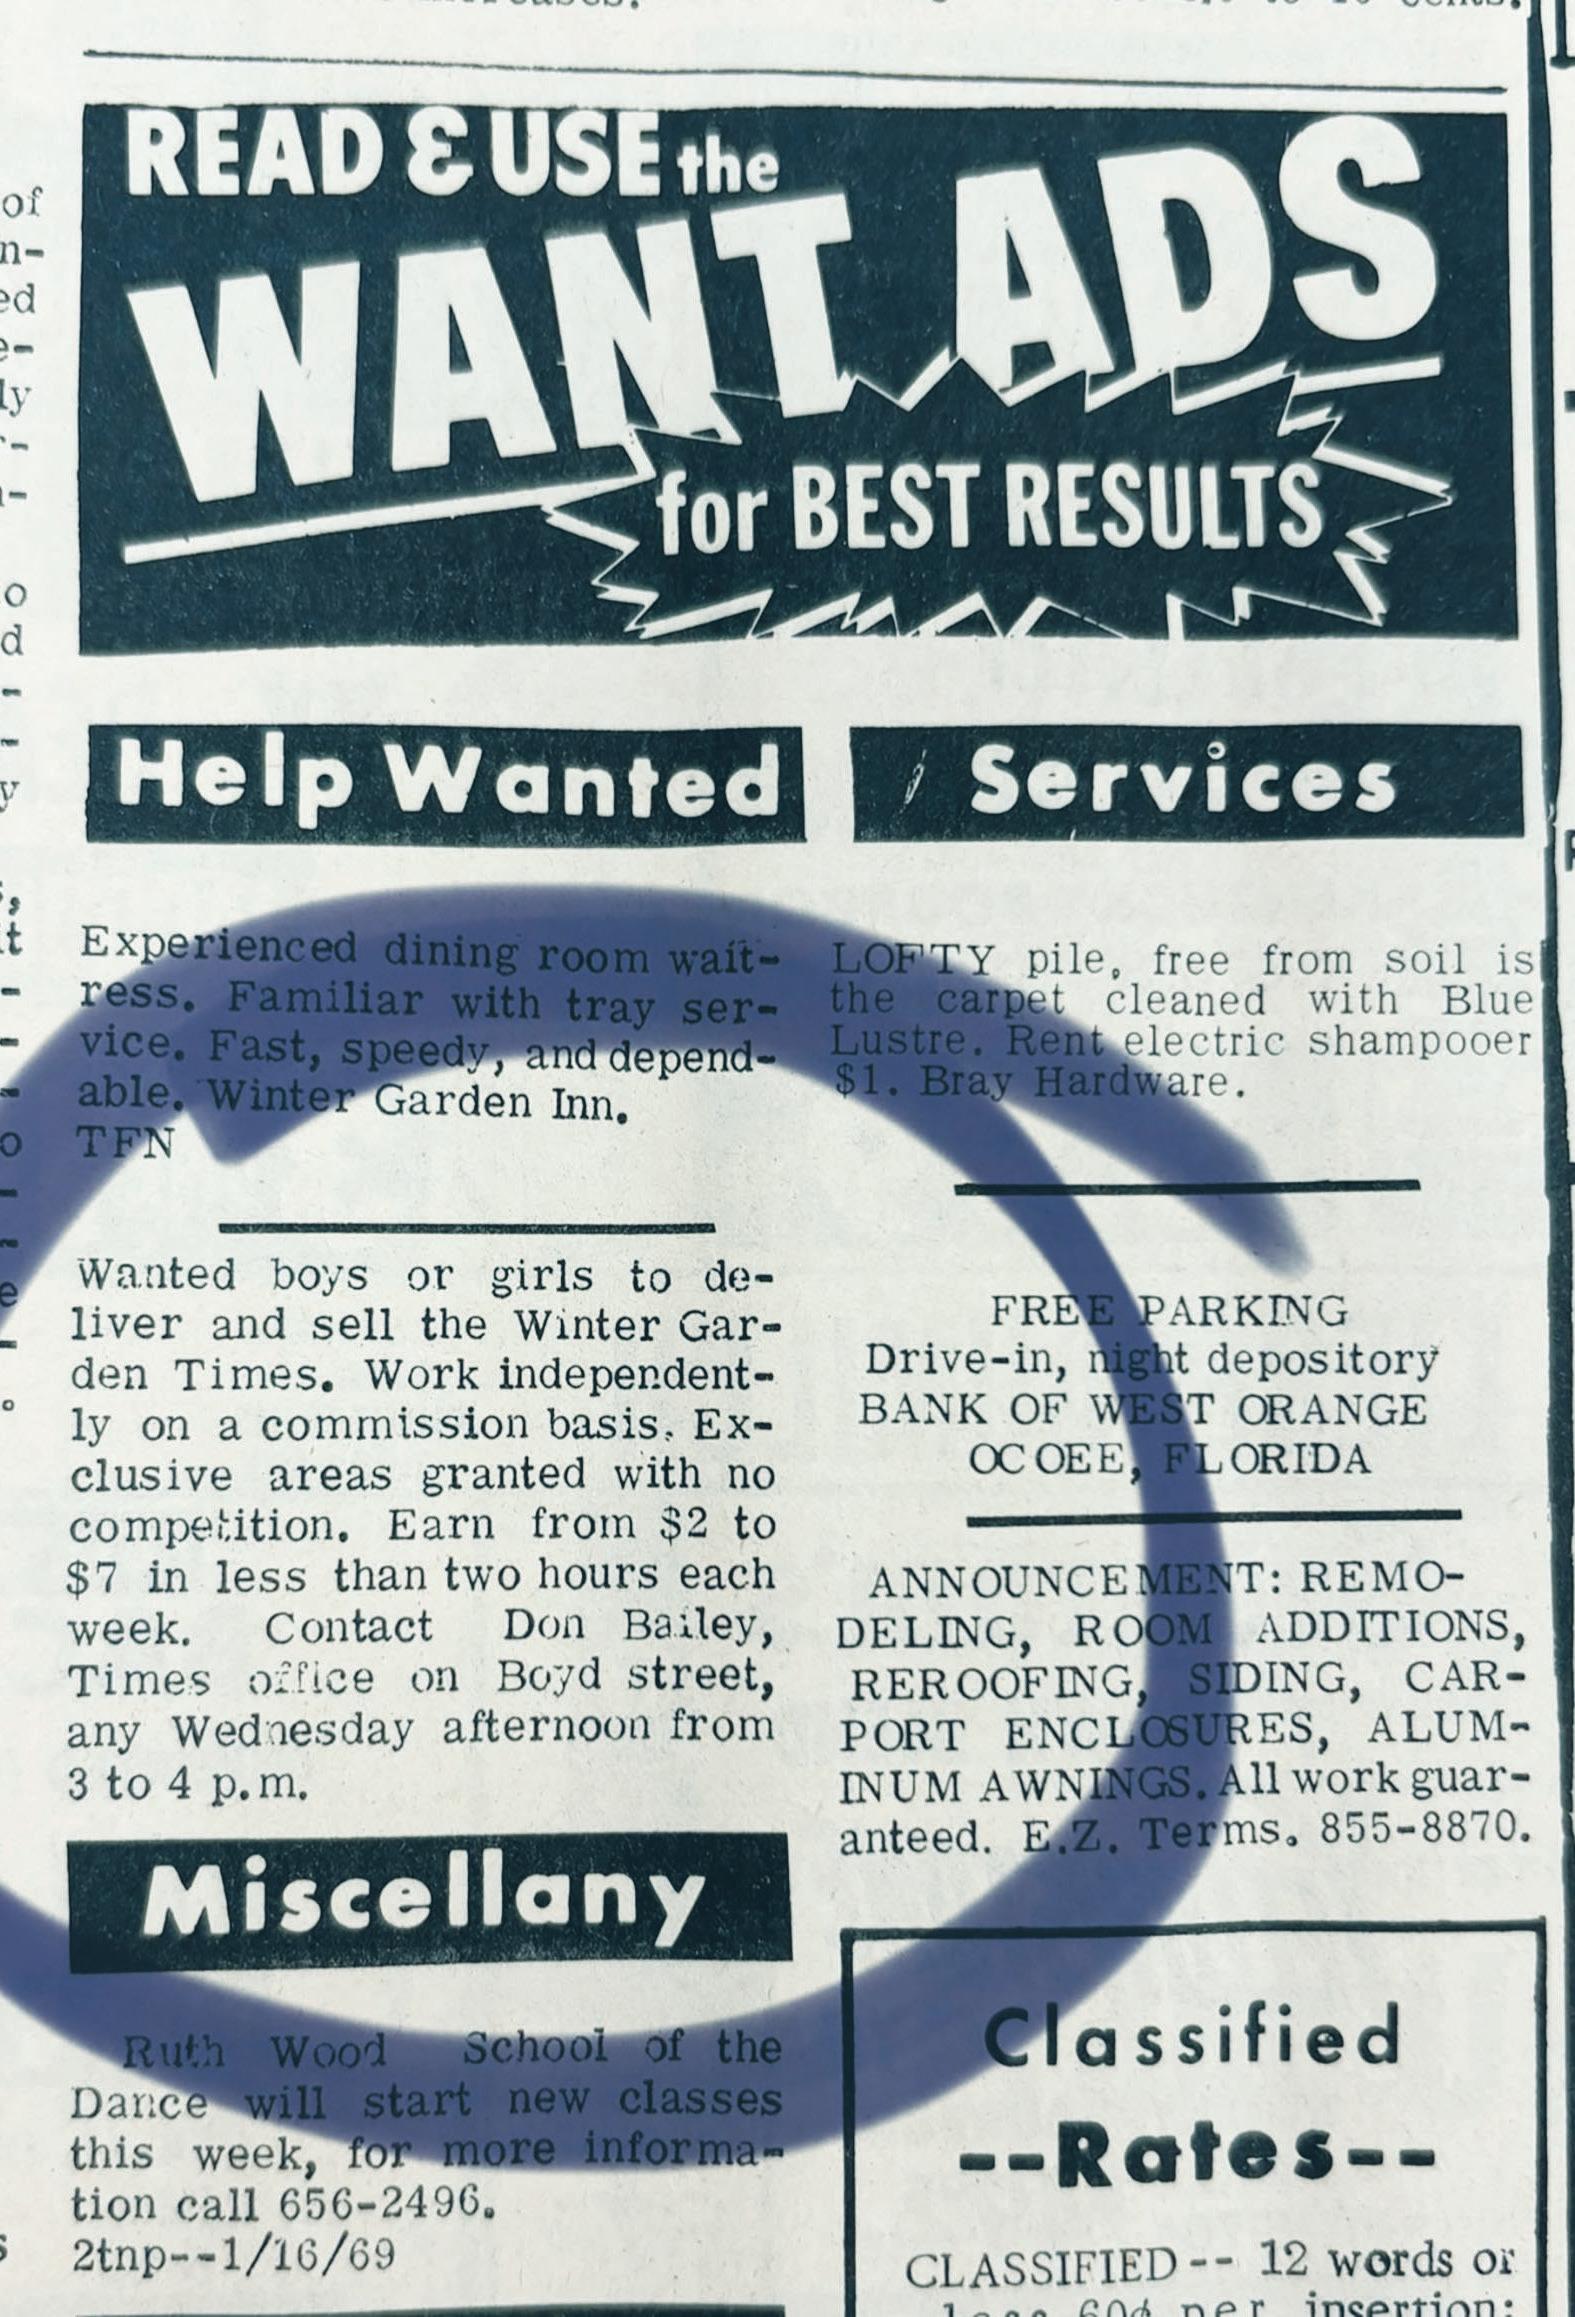 increases.
10 cents.
READ & USE the
WANT ADS
for BEST RESULTS
Help Wanted
Experienced dining room wait-
ress. Familiar with tray ser-
vice. Fast, speedy, and depend-
able. Winter Garden Inn.
TFN
Wanted boys or girls to de-
liver and sell the Winter Gar-
den Times. Work independent-
ly on a commission basis. Ex-
clusive areas granted with no
competition. Earn from $2 to
$7 in less than two hours each
week. Contact Don Bailey,
Times office on Boyd street,
any Wednesday afternoon from
3 to 4 p.m.
Miscellany
Ruth Wood School of the
Dance will start new classes
this week, for more informa-
tion call 656-2496.
2tnp--1/16/69
Services
LOFTY pile, free from soil is
the carpet cleaned with Blue
Lustre. Rent electric shampooer
$1. Bray Hardware.
FREE PARKING
Drive-in, night depository
BANK OF WEST ORANGE
OCOEE, FLORIDA
ANNOUNCEMENT: REMO-
DELING, ROOM ADDITIONS,
REROOFING, SIDING, CAR-
PORT ENCLOSURES, ALUM-
INUM AWNINGS. All work guar-
anteed. E.Z. Terms. 855-8870.
Classified
--Rates--
CLASSIFIED -- 12 words or
less 60¢ per insertion;